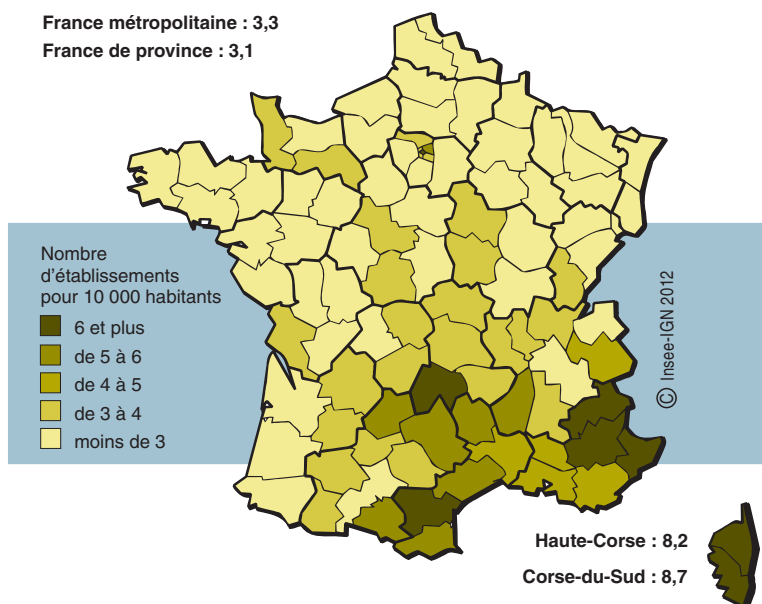 France métropolitaine : 3,3
France de province : 3,1
Nombre
d'établissements
pour 10 000 habitants
6 et plus
de 5 à 6
de 4 à 5
de 3 à 4
moins de 3
© Insee-IGN 2012
Haute-Corse : 8,2
Corse-du-Sud : 8,7